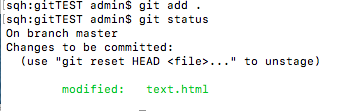 [sqh:gitTEST admin$ git add .
[sqh:gitTEST admin$ git status
On branch master
Changes to be committed:
  (use "git reset HEAD <file>..." to unstage)
        modified:   text.html